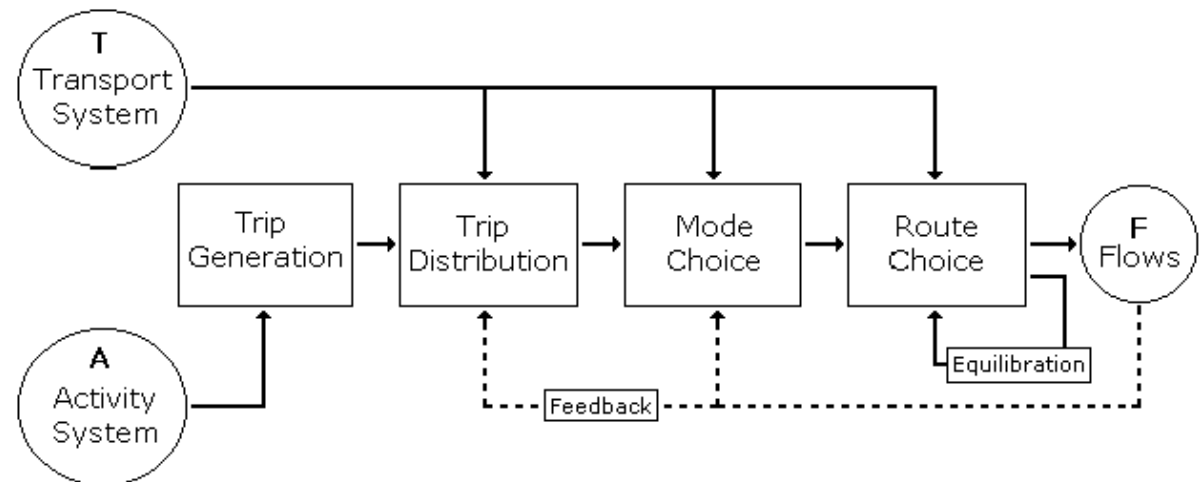 T
Transport
System
Trip
Generation
Trip
Distribution
Mode
Choice
Route
Choice
F
Flows
A
Activity
System
Equilibration
Feedback